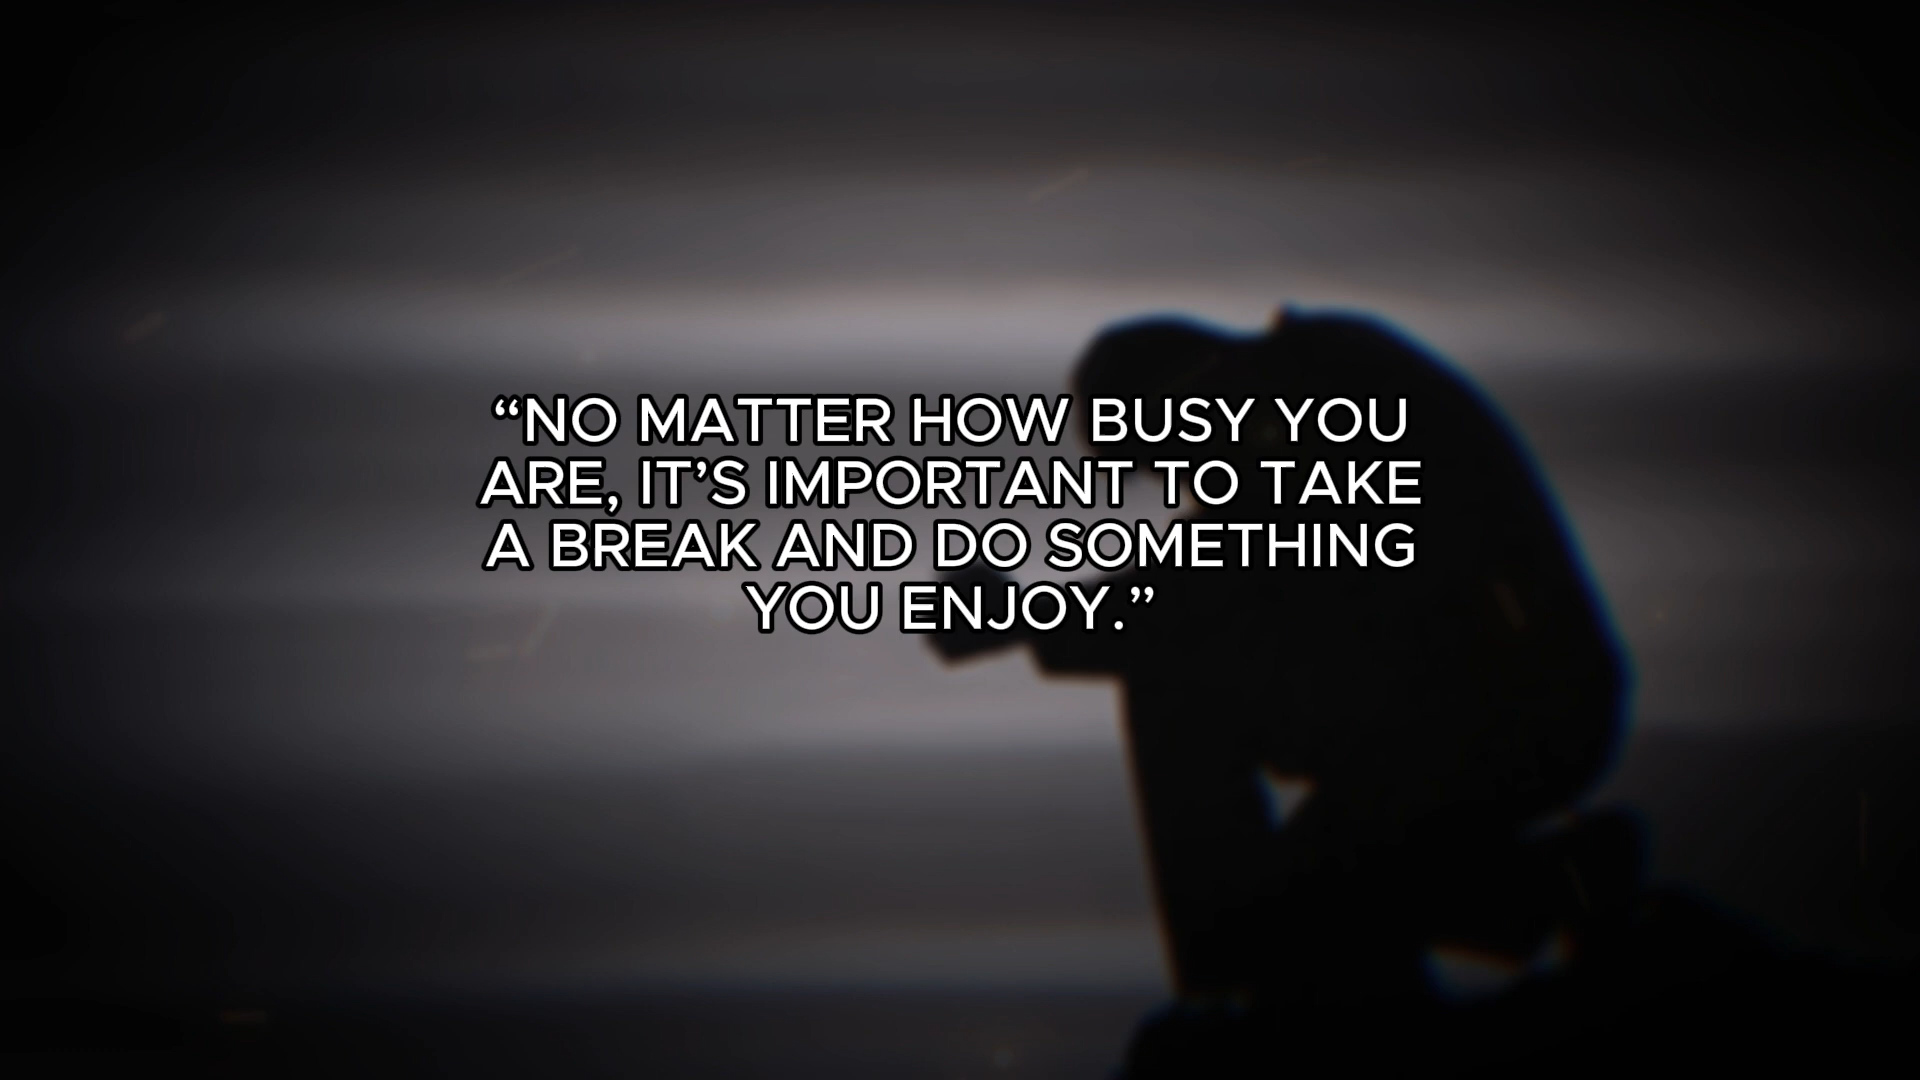 “NO MATTER HOW BUSY YOU
ARE, IT’S IMPORTANT TO TAKE
A BREAK AND DO SOMETHING
YOU ENJOY.”